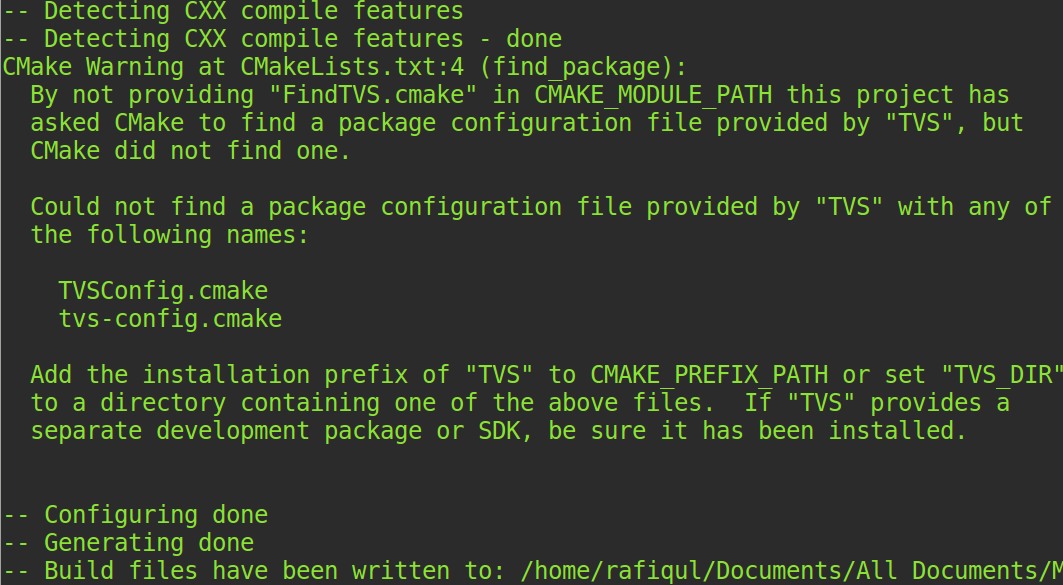 -- Detecting CXX compile features
-- Detecting CXX compile features - done
CMake Warning at CMakeLists.txt:4 (find_package):
By not providing "FindTVS.cmake" in CMAKE_MODULE_PATH this project has
asked CMake to find a package configuration file provided by "TVS", but
CMake did not find one.
Could not find a package configuration file provided by "TVS" with any of
the following names:
TVSConfig.cmake
tvs-config.cmake
Add the installation prefix of "TVS" to CMAKE_PREFIX_PATH or set "TVS_DIR"
to a directory containing one of the above files.  If "TVS" provides a
separate development package or SDK, be sure it has been installed.
-- Configuring done
-- Generating done
-- Build files have been written to: /home/rafiqul/Documents/All Documents/